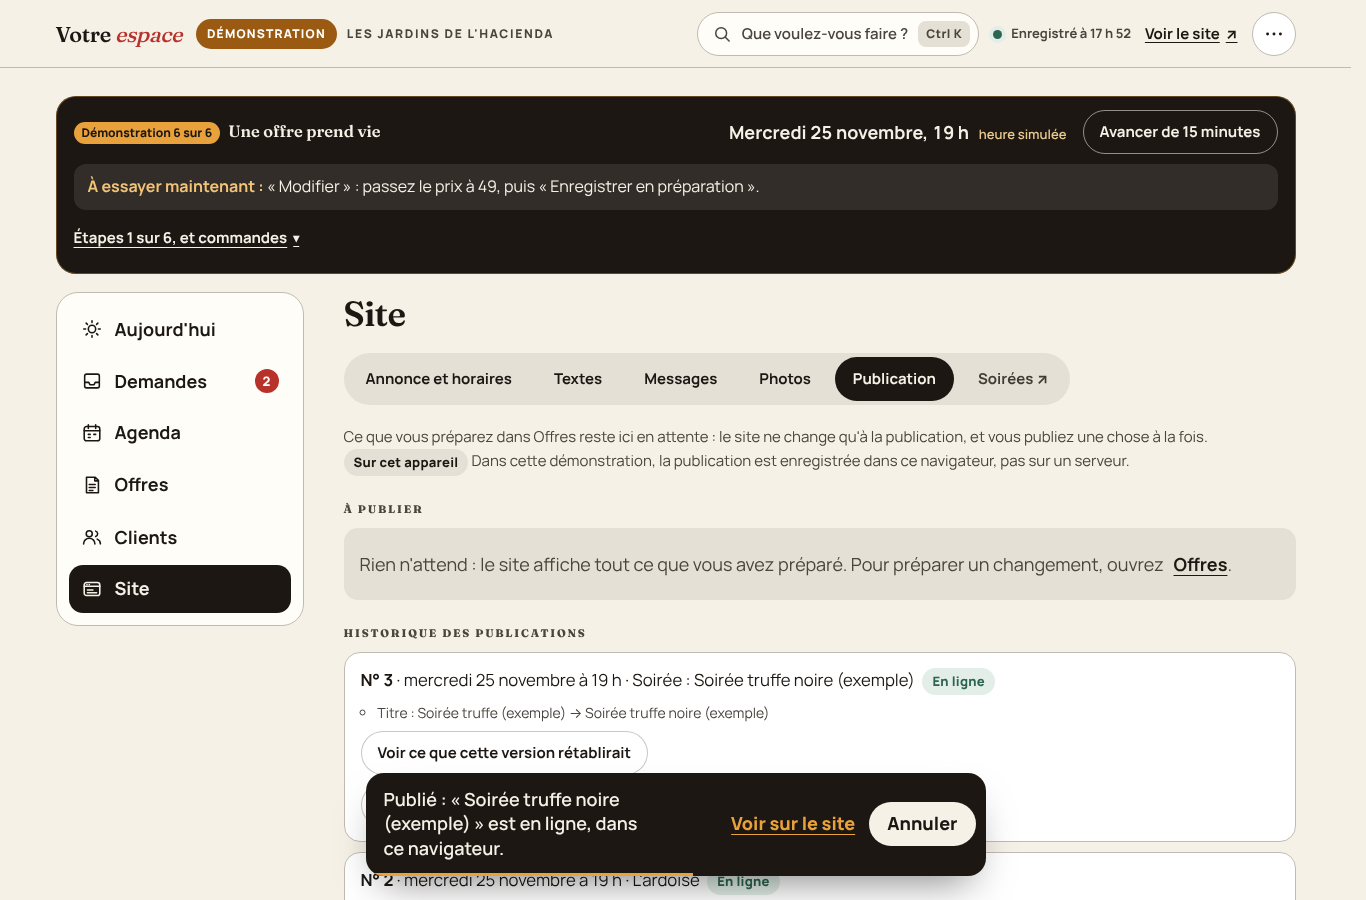 Votre espace DÉMONSTRATION LES JARDINS DE L'HACIENDA Que voulez-vous faire ? Ctrl K Enregistré à 17 h 52 Voir le site ↗ ···
Démonstration 6 sur 6 Une offre prend vie Mercredi 25 novembre, 19 h heure simulée Avancer de 15 minutes
À essayer maintenant : « Modifier » : passez le prix à 49, puis « Enregistrer en préparation ».
Étapes 1 sur 6, et commandes ▾
Aujourd'hui
Demandes 2
Agenda
Offres
Clients
Site
Site
Annonce et horaires Textes Messages Photos Publication Soirées ↗
Ce que vous préparez dans Offres reste ici en attente : le site ne change qu'à la publication, et vous publiez une chose à la fois.
Sur cet appareil Dans cette démonstration, la publication est enregistrée dans ce navigateur, pas sur un serveur.
À PUBLIER
Rien n'attend : le site affiche tout ce que vous avez préparé. Pour préparer un changement, ouvrez Offres.
HISTORIQUE DES PUBLICATIONS
N° 3 · mercredi 25 novembre à 19 h · Soirée : Soirée truffe noire (exemple) En ligne
Titre : Soirée truffe (exemple) → Soirée truffe noire (exemple)
Voir ce que cette version rétablirait
Publié : « Soirée truffe noire
(exemple) » est en ligne, dans
ce navigateur.
Voir sur le site Annuler
N° 2 · mercredi 25 novembre à 19 h · L'ardoise En ligne